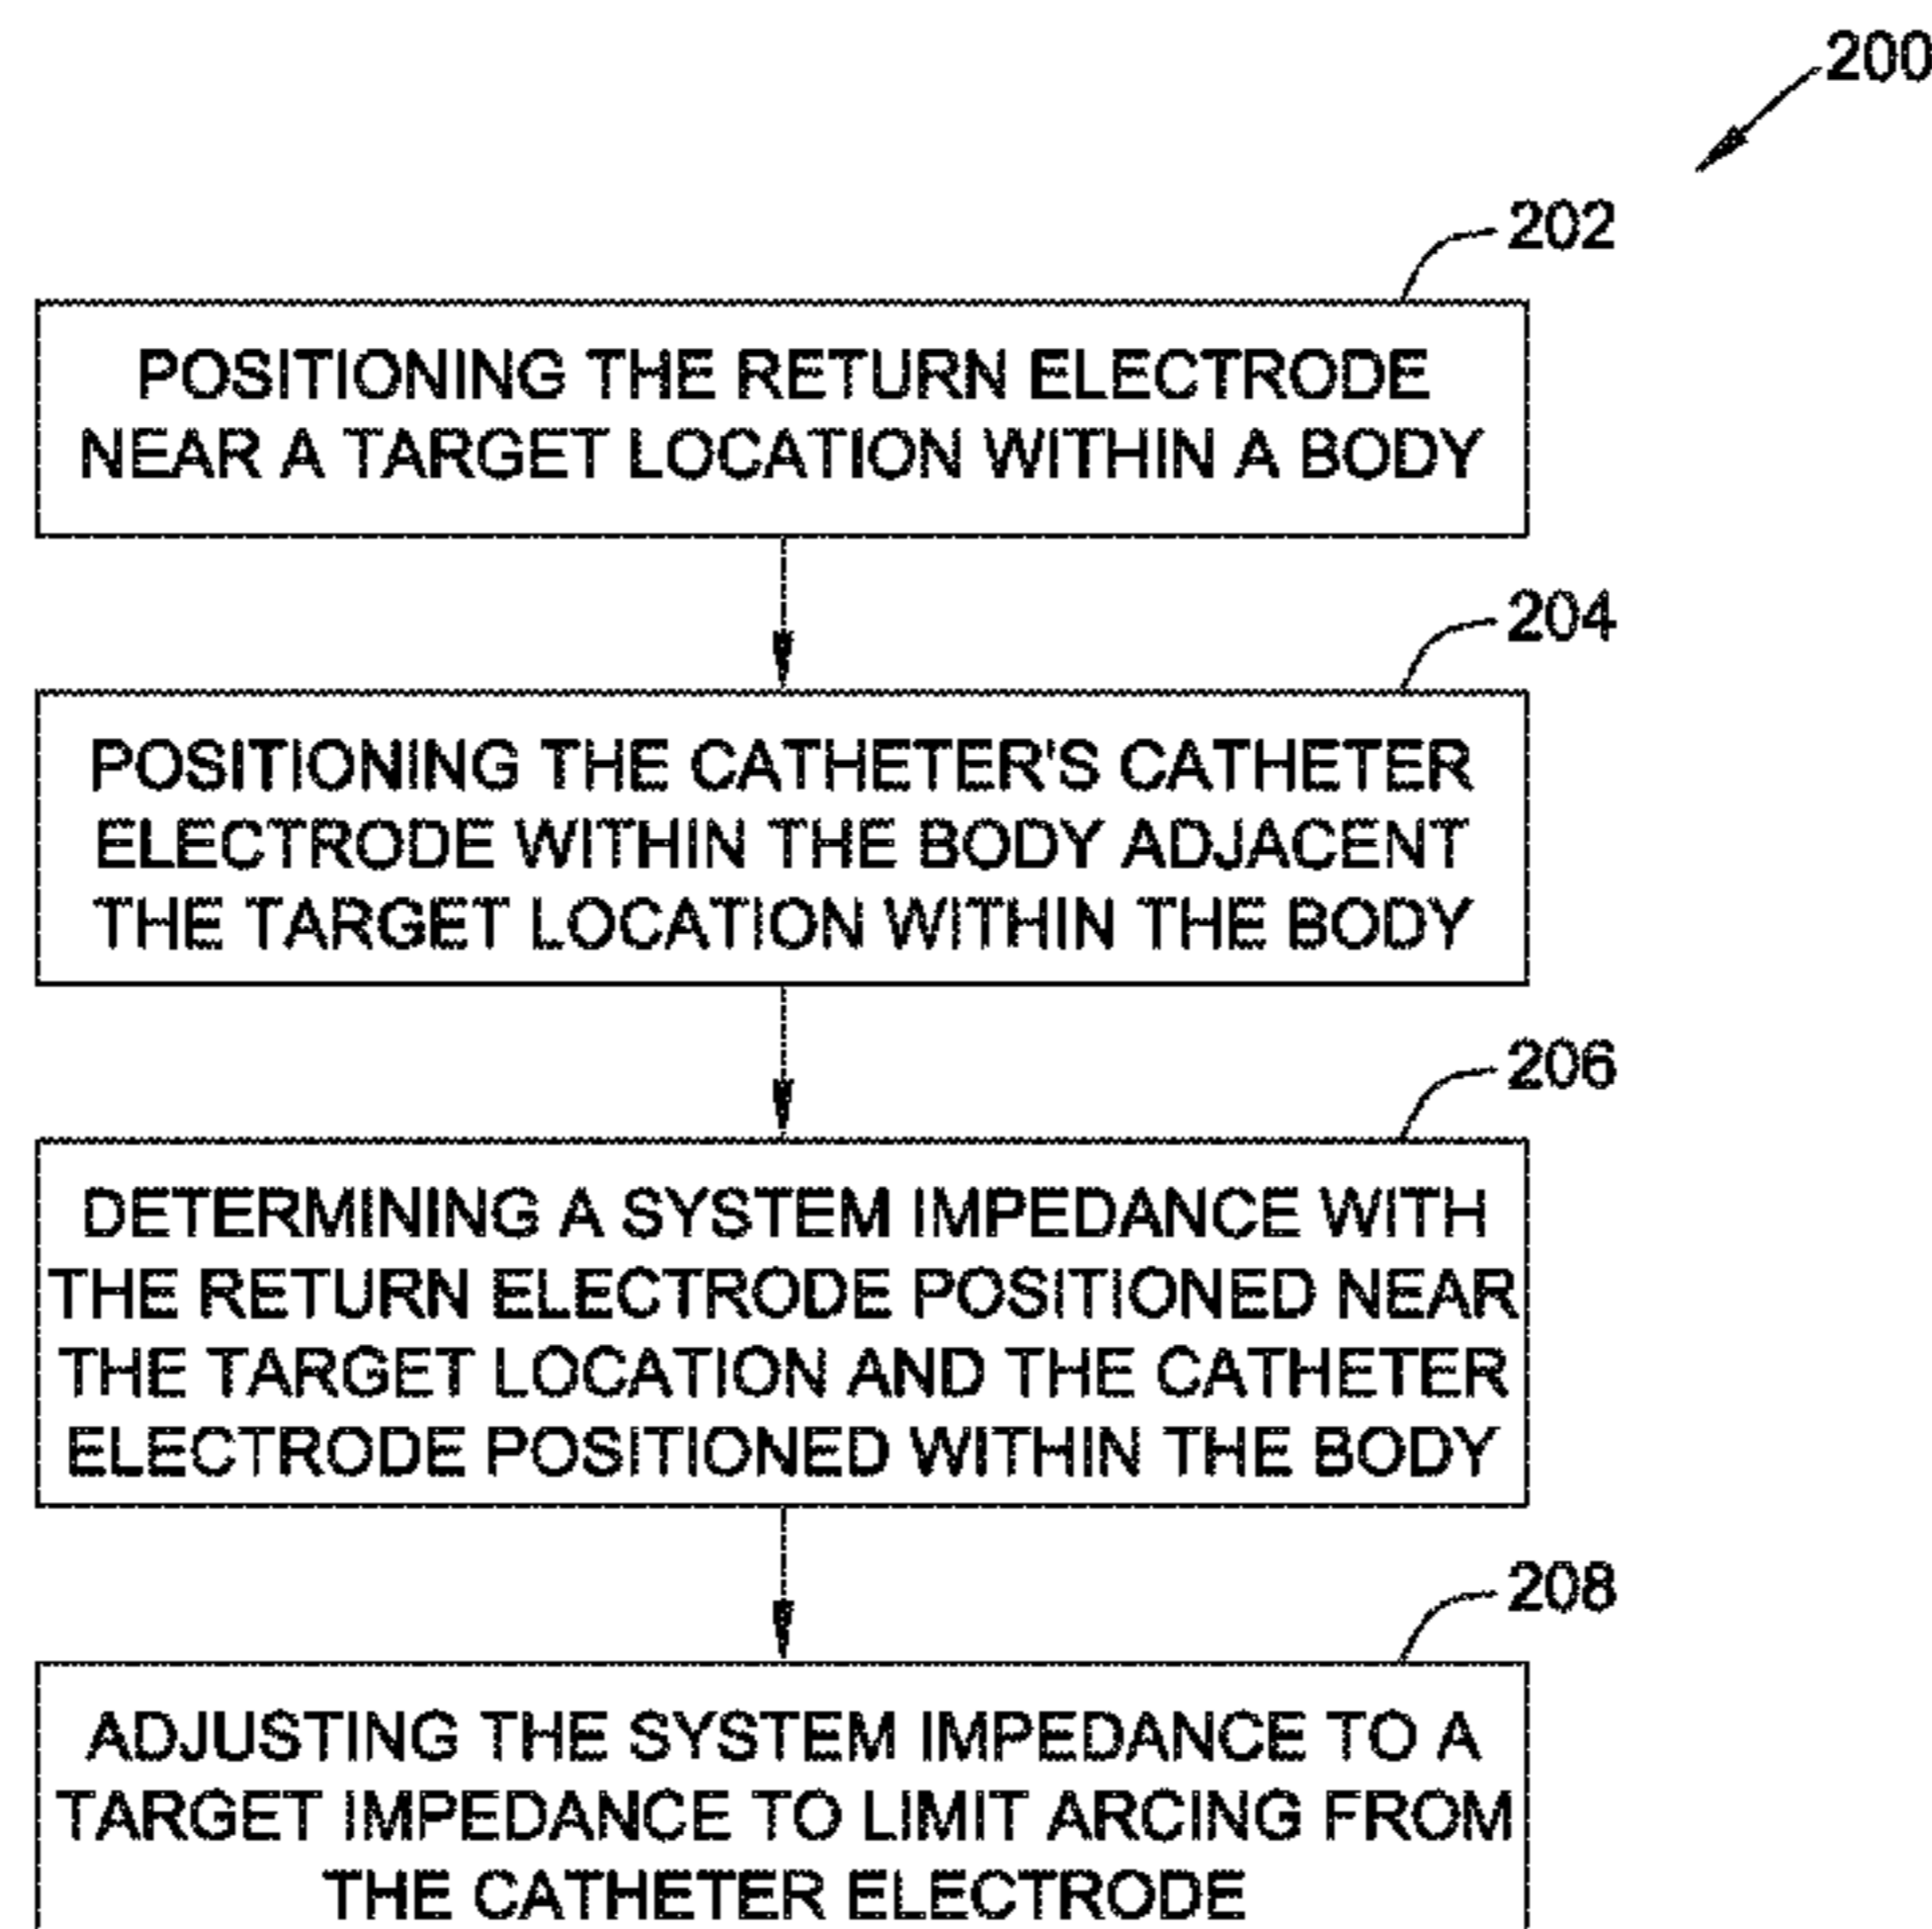 200
202
POSITIONING THE RETURN ELECTRODE
NEAR A TARGET LOCATION WITHIN A BODY
204
POSITIONING THE CATHETER'S CATHETER
ELECTRODE WITHIN THE BODY ADJACENT
THE TARGET LOCATION WITHIN THE BODY
206
DETERMINING A SYSTEM IMPEDANCE WITH
THE RETURN ELECTRODE POSITIONED NEAR
THE TARGET LOCATION AND THE CATHETER
ELECTRODE POSITIONED WITHIN THE BODY
208
ADJUSTING THE SYSTEM IMPEDANCE TO A
TARGET IMPEDANCE TO LIMIT ARCING FROM
THE CATHETER ELECTRODE